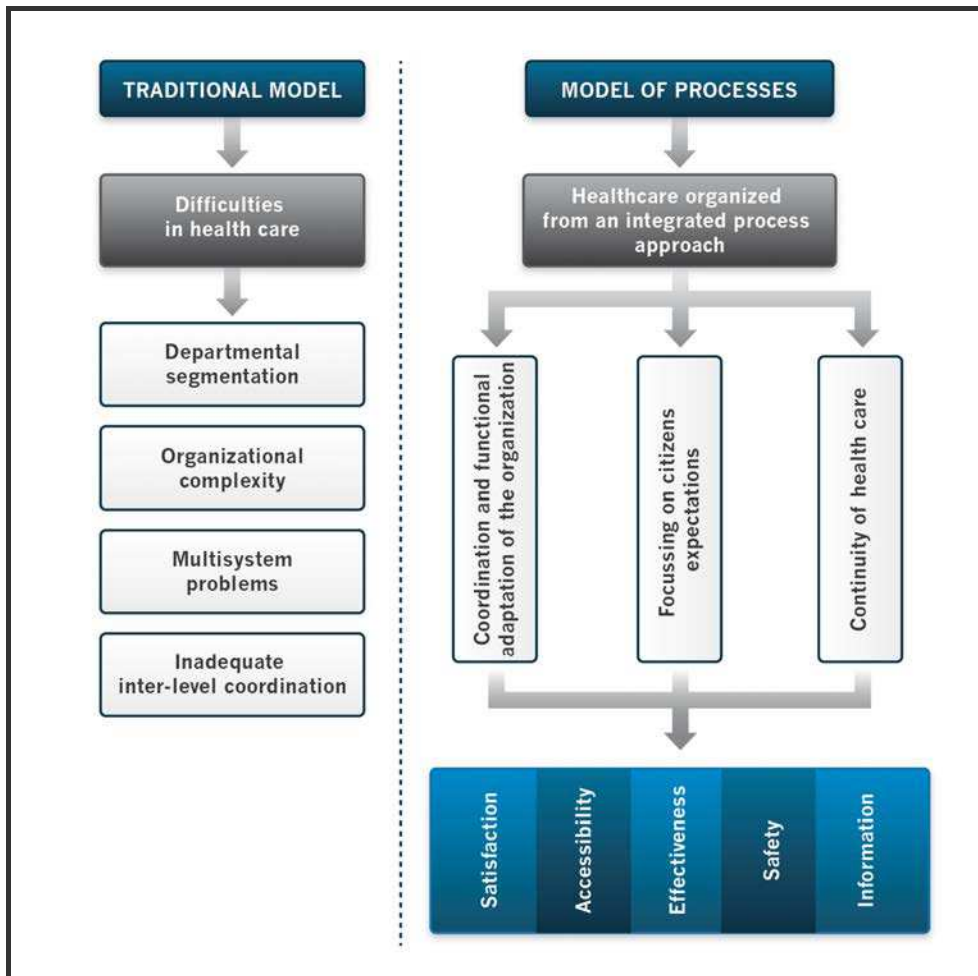 TRADITIONAL MODEL
Difficulties
in health care
Departmental
segmentation
Organizational
complexity
Multisystem
problems
Inadequate
inter-level coordination
MODEL OF PROCESSES
Healthcare organized
from an integrated process
approach
Coordination and functional
adaptation of the organization
Focussing on citizens
expectations
Continuity of health care
Satisfaction
Accessibility
Effectiveness
Safety
Information